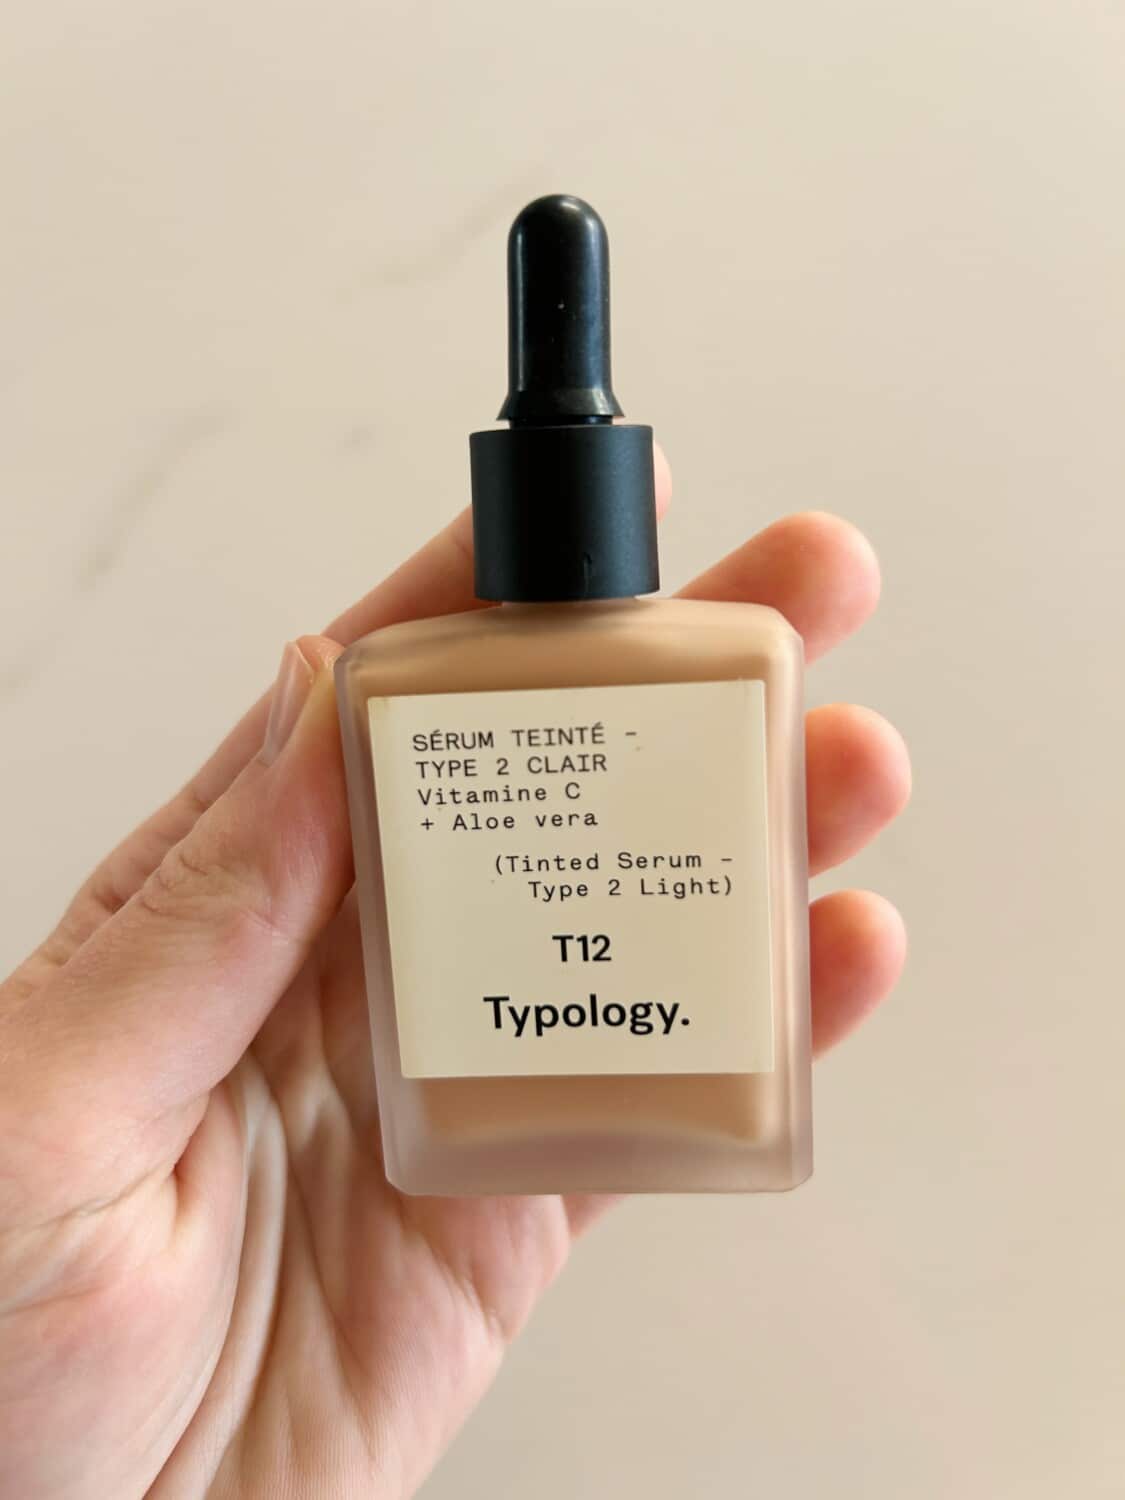 SÉRUM TEINTÉ –
TYPE 2 CLAIR
Vitamine C
+ Aloe vera
(Tinted Serum –
Type 2 Light)
T12
Typology.